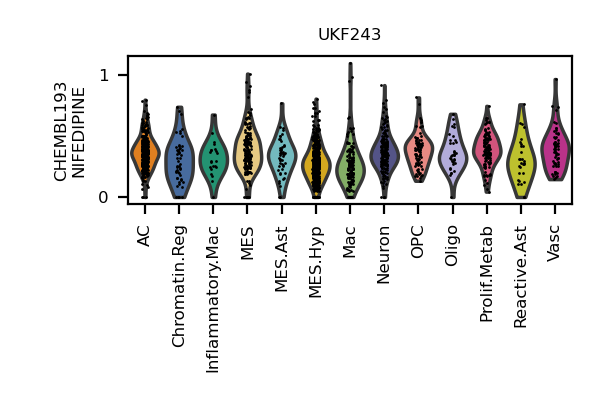 UKF243
CHEMBL193
NIFEDIPINE
1
0
AC
Chromatin.Reg
Inflammatory.Mac
MES
MES.Ast
MES.Hyp
Mac
Neuron
OPC
Oligo
Prolif.Metab
Reactive.Ast
Vasc